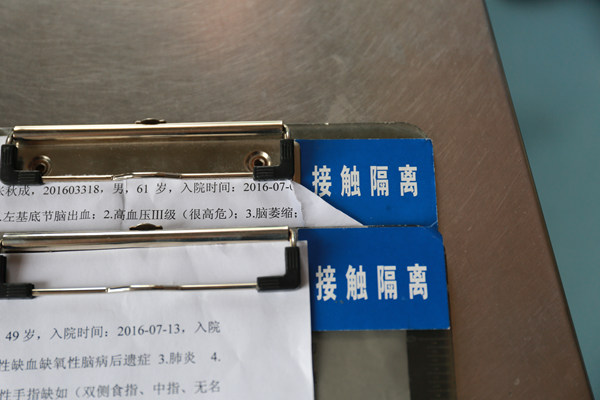 接触隔离
秋成，201603318，男，61 岁，入院时间：2016-07-
.左基底节脑出血；2.高血压III级（很高危）；3.脑萎缩；
接触隔离
49 岁，入院时间：2016-07-13，入院
性缺血缺氧性脑病后遗症 3.肺炎 4.
性手指缺如（双侧食指、中指、无名